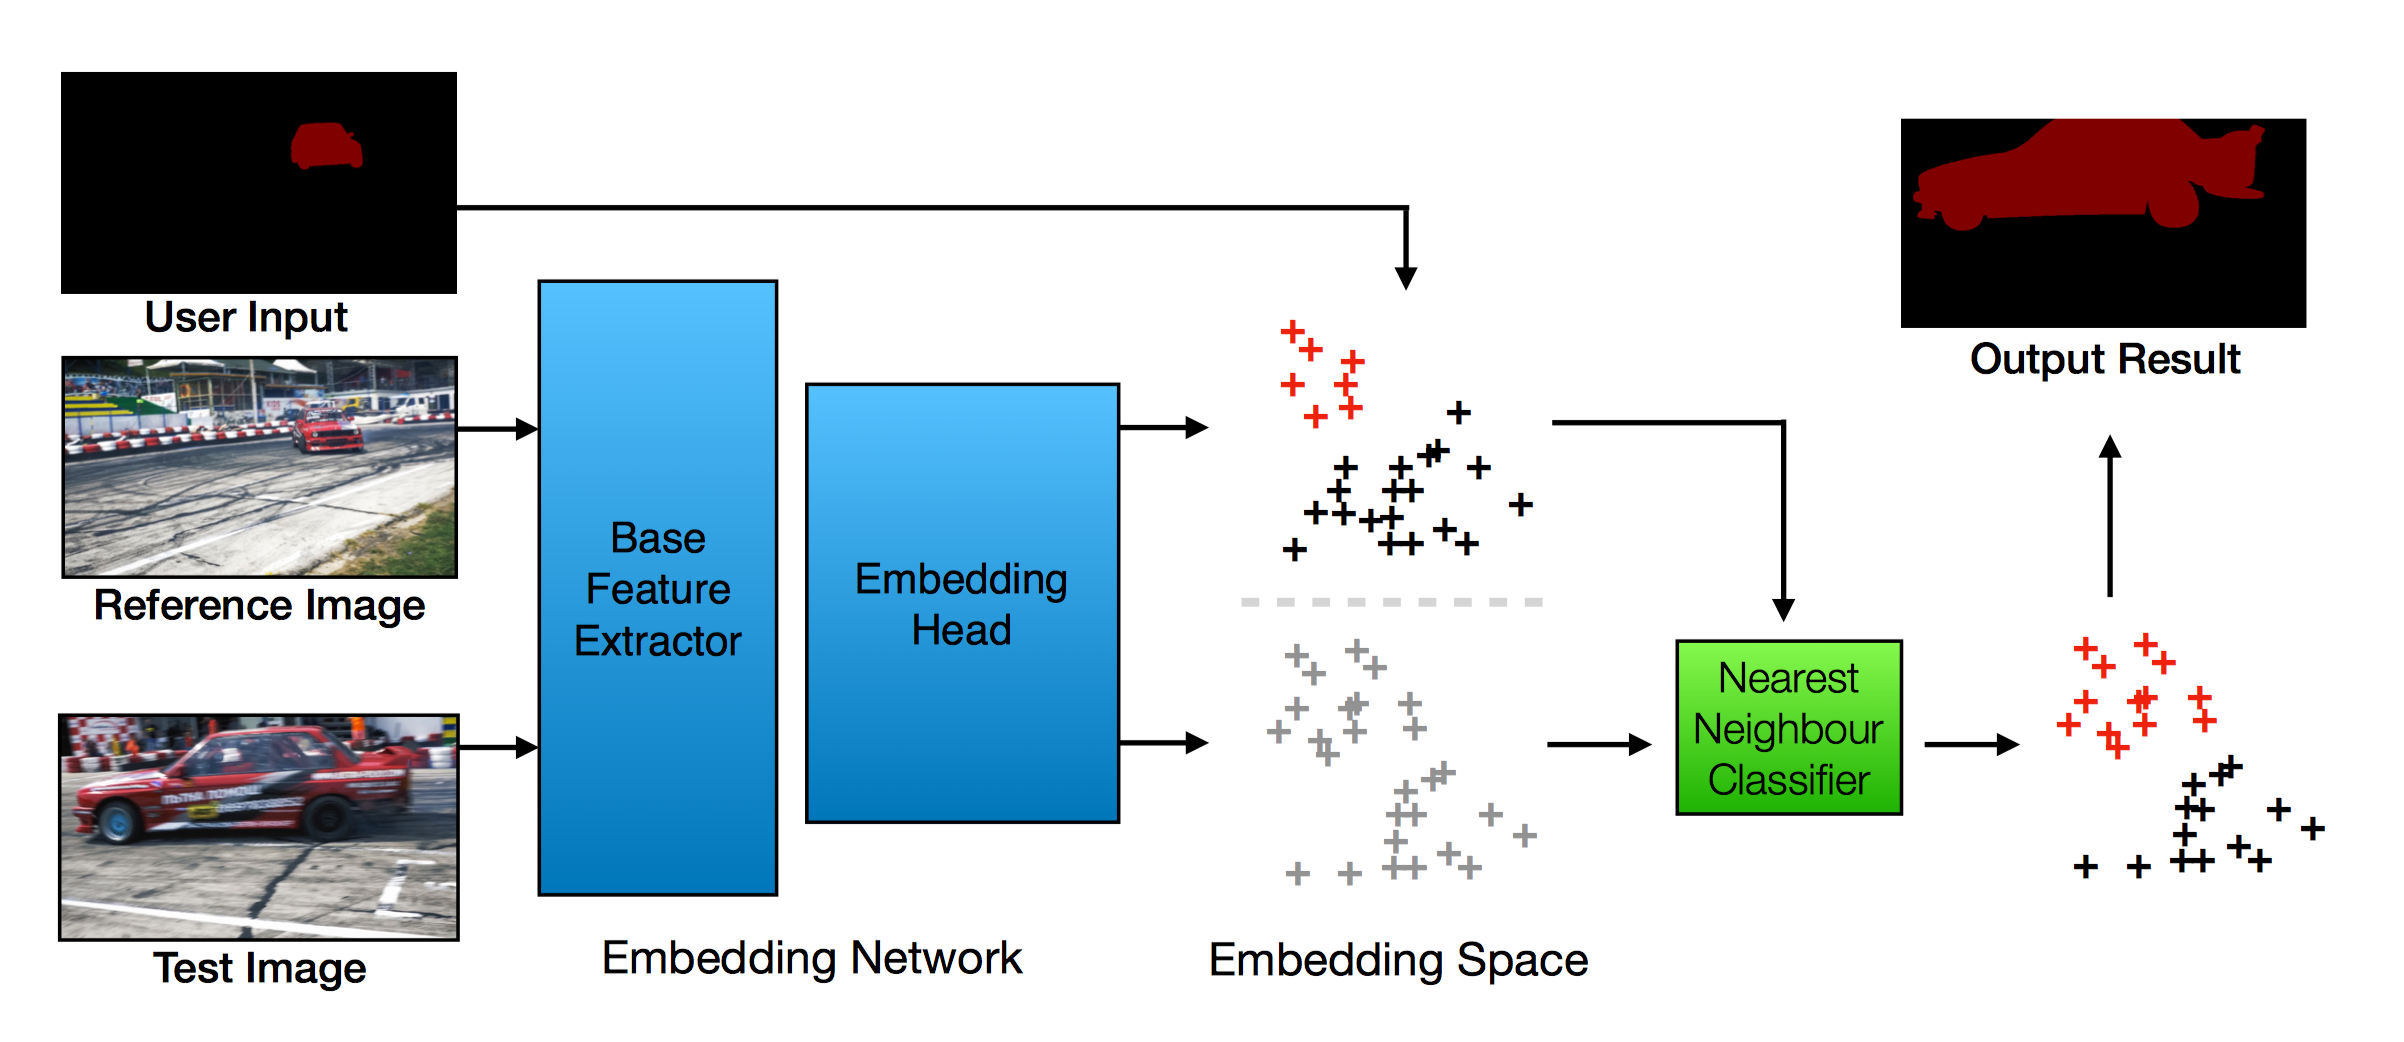 User Input
Reference Image
Test Image
Base
Feature
Extractor
Embedding
Head
Embedding Network
Embedding Space
Nearest
Neighbour
Classifier
Output Result